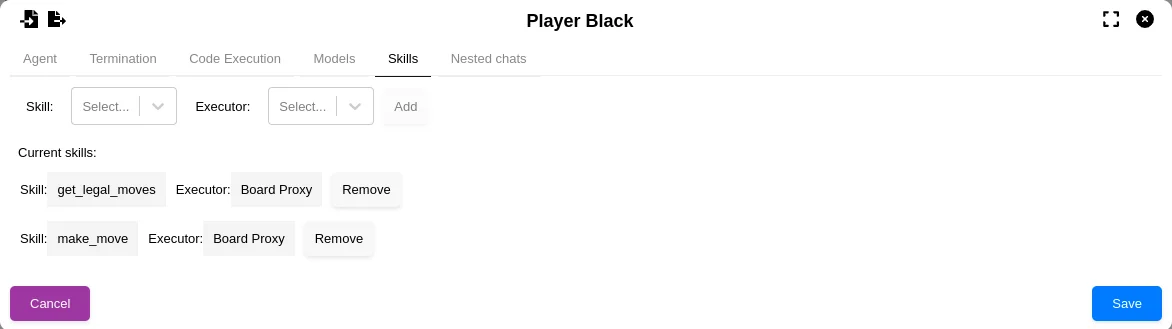 Player Black
Agent Termination Code Execution Models Skills Nested chats
Skill: Select... Executor: Select... Add
Current skills:
Skill: get_legal_moves Executor: Board Proxy Remove
Skill: make_move Executor: Board Proxy Remove
Cancel Save